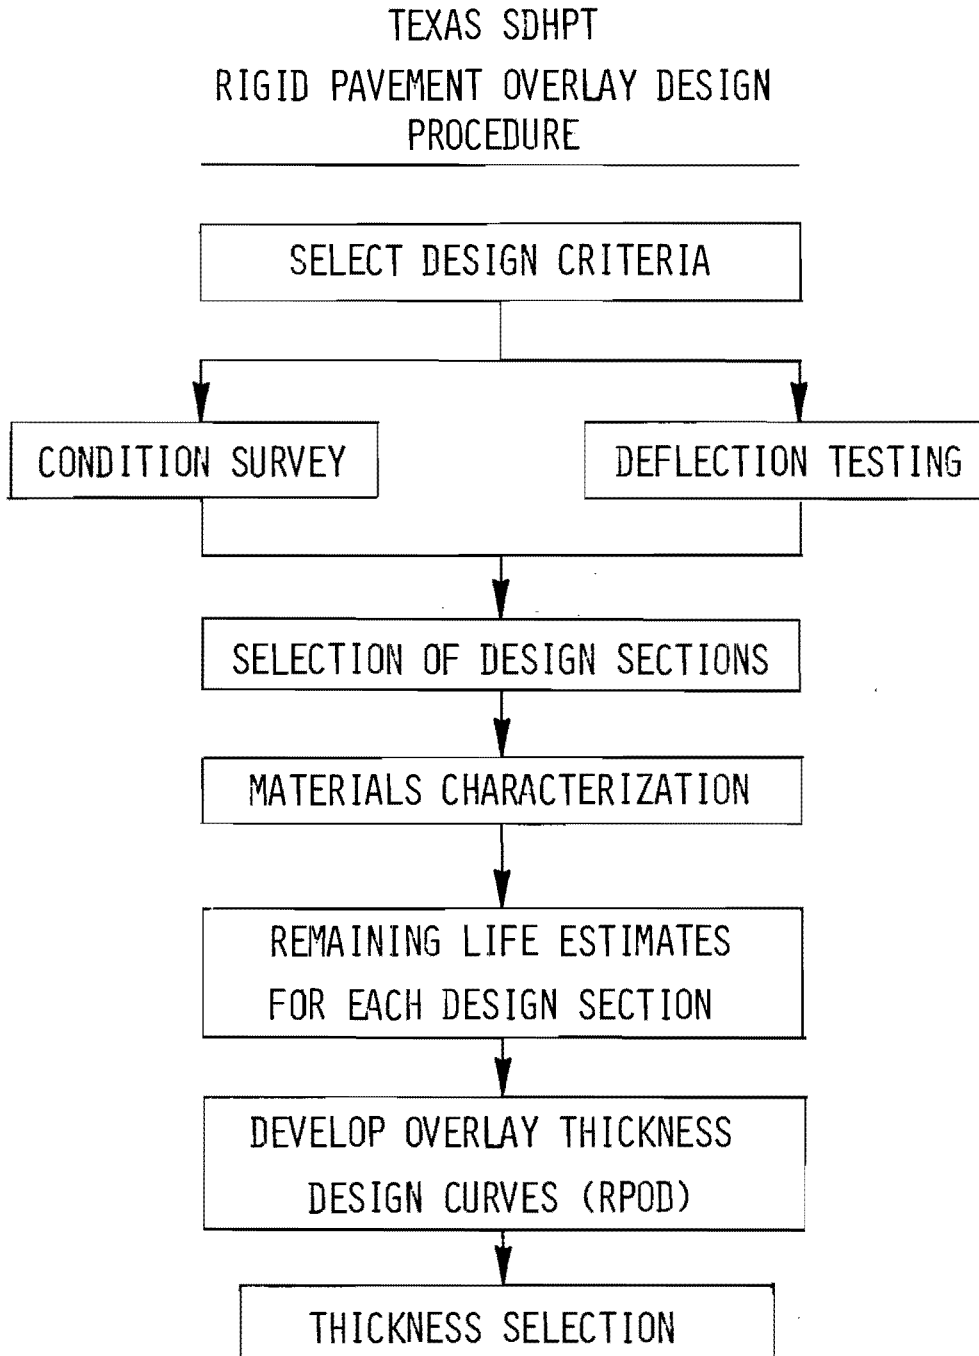 TEXAS SDHPT
RIGID PAVEMENT OVERLAY DESIGN
PROCEDURE
SELECT DESIGN CRITERIA
CONDITION SURVEY
DEFLECTION TESTING
SELECTION OF DESIGN SECTIONS
MATERIALS CHARACTERIZATION
REMAINING LIFE ESTIMATES
FOR EACH DESIGN SECTION
DEVELOP OVERLAY THICKNESS
DESIGN CURVES (RPOD)
THICKNESS SELECTION